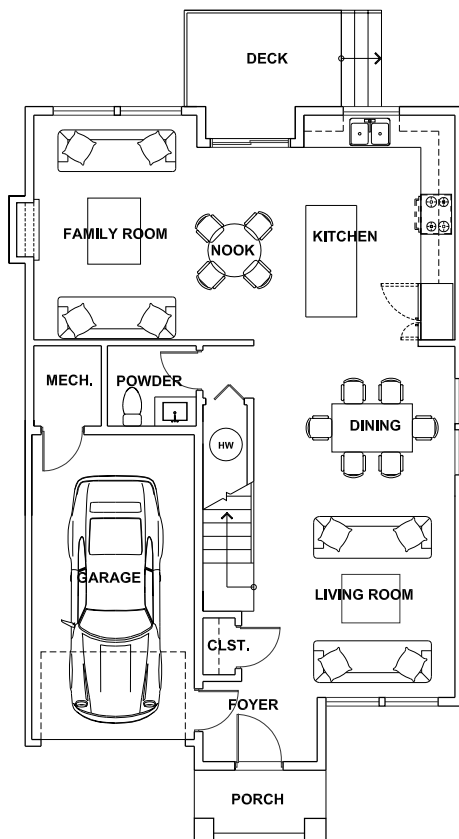 DECK
FAMILY ROOM
NOOK
KITCHEN
MECH.
POWDER
DINING
HW
GARAGE
LIVING ROOM
CLST.
FOYER
PORCH